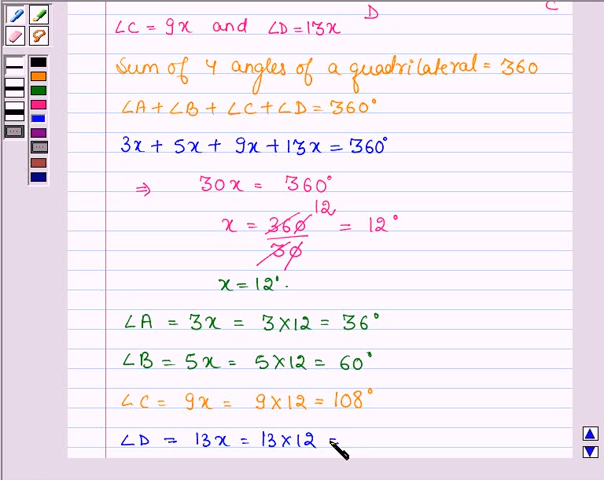 D C
∠C = 9x and ∠D = 13x
Sum of 4 angles of a quadrilateral = 360
∠A + ∠B + ∠C + ∠D = 360°
3x + 5x + 9x + 13x = 360°
⇒ 30x = 360°
x = 360/30 12 = 12°
x = 12°.
∠A = 3x = 3×12 = 36°
∠B = 5x = 5×12 = 60°
∠C = 9x = 9×12 = 108°
∠D = 13x = 13×12 =